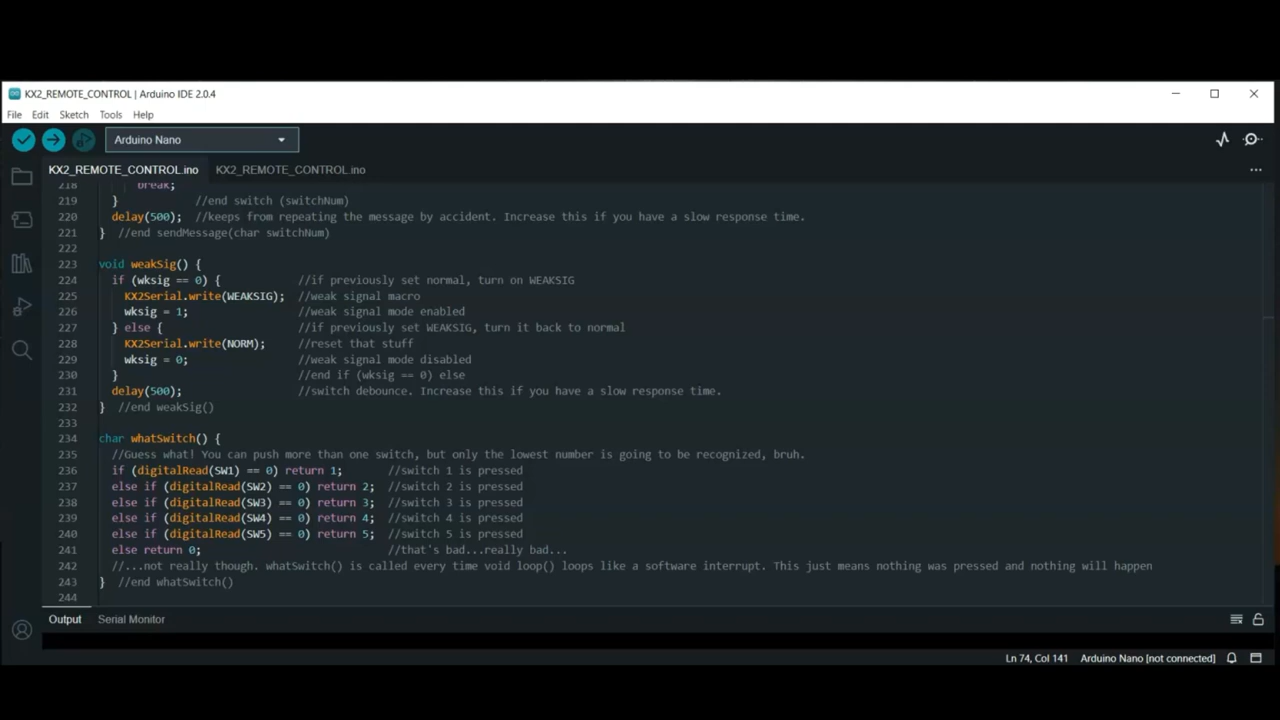 KX2_REMOTE_CONTROL | Arduino IDE 2.0.4
File Edit Sketch Tools Help
Arduino Nano
KX2_REMOTE_CONTROL.ino KX2_REMOTE_CONTROL.ino
218 break;
219 } //end switch (switchNum)
220 delay(500); //keeps from repeating the message by accident. Increase this if you have a slow response time.
221 } //end sendMessage(char switchNum)
222
223 void weakSig() {
224 if (wksig == 0) { //if previously set normal, turn on WEAKSIG
225 KX2Serial.write(WEAKSIG); //weak signal macro
226 wksig = 1; //weak signal mode enabled
227 } else { //if previously set WEAKSIG, turn it back to normal
228 KX2Serial.write(NORM); //reset that stuff
229 wksig = 0; //weak signal mode disabled
230 } //end if (wksig == 0) else
231 delay(500); //switch debounce. Increase this if you have a slow response time.
232 } //end weakSig()
233
234 char whatSwitch() {
235 //Guess what! You can push more than one switch, but only the lowest number is going to be recognized, bruh.
236 if (digitalRead(SW1) == 0) return 1; //switch 1 is pressed
237 else if (digitalRead(SW2) == 0) return 2; //switch 2 is pressed
238 else if (digitalRead(SW3) == 0) return 3; //switch 3 is pressed
239 else if (digitalRead(SW4) == 0) return 4; //switch 4 is pressed
240 else if (digitalRead(SW5) == 0) return 5; //switch 5 is pressed
241 else return 0; //that's bad...really bad...
242 //...not really though. whatSwitch() is called every time void loop() loops like a software interrupt. This just means nothing was pressed and nothing will happen
243 } //end whatSwitch()
244
Output Serial Monitor
Ln 74, Col 141 Arduino Nano [not connected]